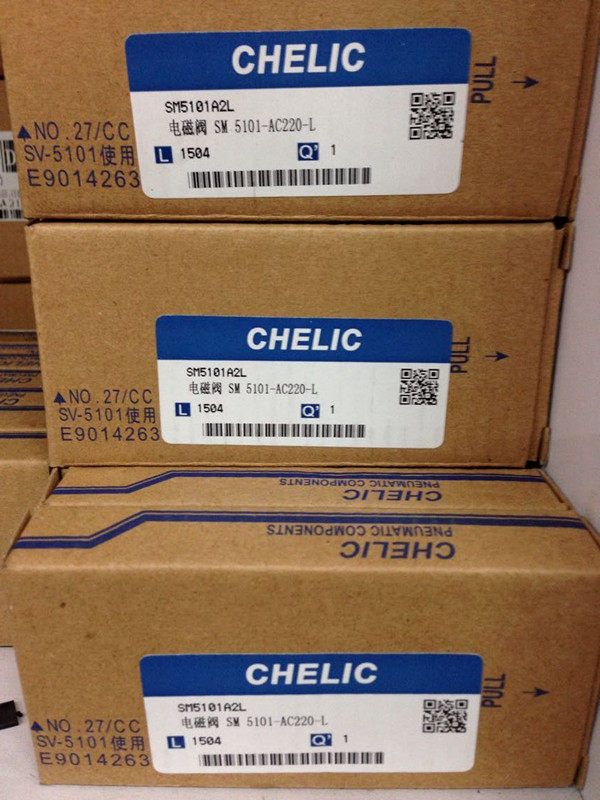 CHELIC
SM5101A2L
电磁阀 SM 5101-AC220-L
L 1504 Q' 1
PULL →
▲NO.27/CC
SV-5101使用
E9014263
CHELIC
SM5101A2L
电磁阀 SM 5101-AC220-L
L 1504 Q' 1
PULL →
▲NO.27/CC
SV-5101使用
E9014263
CHELIC
PNEUMATIC COMPONENTS
PNEUMATIC COMPONENTS
CHELIC
CHELIC
SM5101A2L
电磁阀 SM 5101-AC220-L
L 1504 Q' 1
PULL →
▲NO.27/CC
SV-5101使用
E9014263